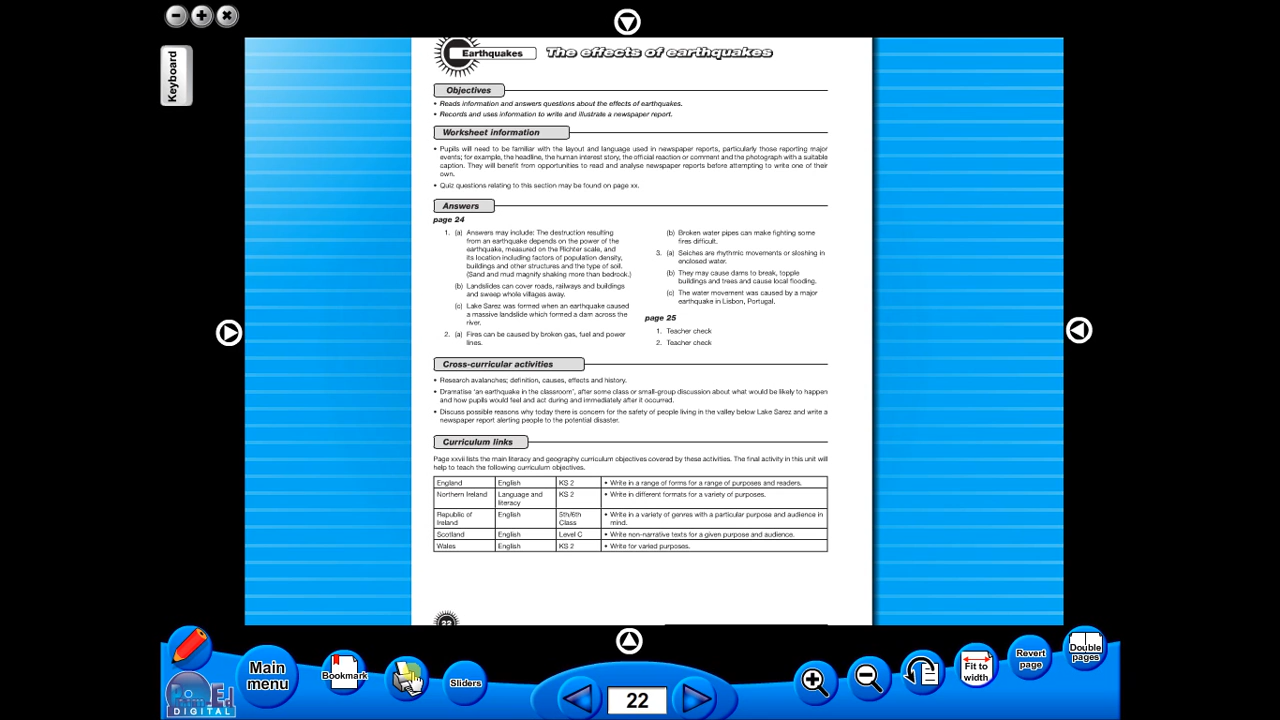 Keyboard
Earthquakes
The effects of earthquakes
Objectives
• Reads information and answers questions about the effects of earthquakes.
• Records and uses information to write and illustrate a newspaper report.
Worksheet information
• Pupils will need to be familiar with the layout and language used in newspaper reports, particularly those reporting major
events; for example, the headline, the human interest story, the official reaction or comment and the photograph with a suitable
caption. They will benefit from opportunities to read and analyse newspaper reports before attempting to write one of their
own.
• Quiz questions relating to this section may be found on page xx.
Answers
page 24
1. (a) Answers may include: The destruction resulting
from an earthquake depends on the power of the
earthquake, measured on the Richter scale, and
its location including factors of population density,
buildings and other structures and the type of soil.
(Sand and mud magnify shaking more than bedrock.)
(b) Landslides can cover roads, railways and buildings
and sweep whole villages away.
(c) Lake Sarez was formed when an earthquake caused
a massive landslide which formed a dam across the
river.
2. (a) Fires can be caused by broken gas, fuel and power
lines.
(b) Broken water pipes can make fighting some
fires difficult.
3. (a) Seiches are rhythmic movements or sloshing in
enclosed water.
(b) They may cause dams to break, topple
buildings and trees and cause local flooding.
(c) The water movement was caused by a major
earthquake in Lisbon, Portugal.
page 25
1. Teacher check
2. Teacher check
Cross-curricular activities
• Research avalanches; definition, causes, effects and history.
• Dramatise 'an earthquake in the classroom', after some class or small-group discussion about what would be likely to happen
and how pupils would feel and act during and immediately after it occurred.
• Discuss possible reasons why today there is concern for the safety of people living in the valley below Lake Sarez and write a
newspaper report alerting people to the potential disaster.
Curriculum links
Page xxvii lists the main literacy and geography curriculum objectives covered by these activities. The final activity in this unit will
help to teach the following curriculum objectives.
England English KS 2 • Write in a range of forms for a range of purposes and readers.
Northern Ireland Language and literacy KS 2 • Write in different formats for a variety of purposes.
Republic of Ireland English 5th/6th Class • Write in a variety of genres with a particular purpose and audience in mind.
Scotland English Level C • Write non-narrative texts for a given purpose and audience.
Wales English KS 2 • Write for varied purposes.
22
Main
menu
Bookmark
Sliders
22
Fit to
width
Revert
page
Double
pages
DIGITAL